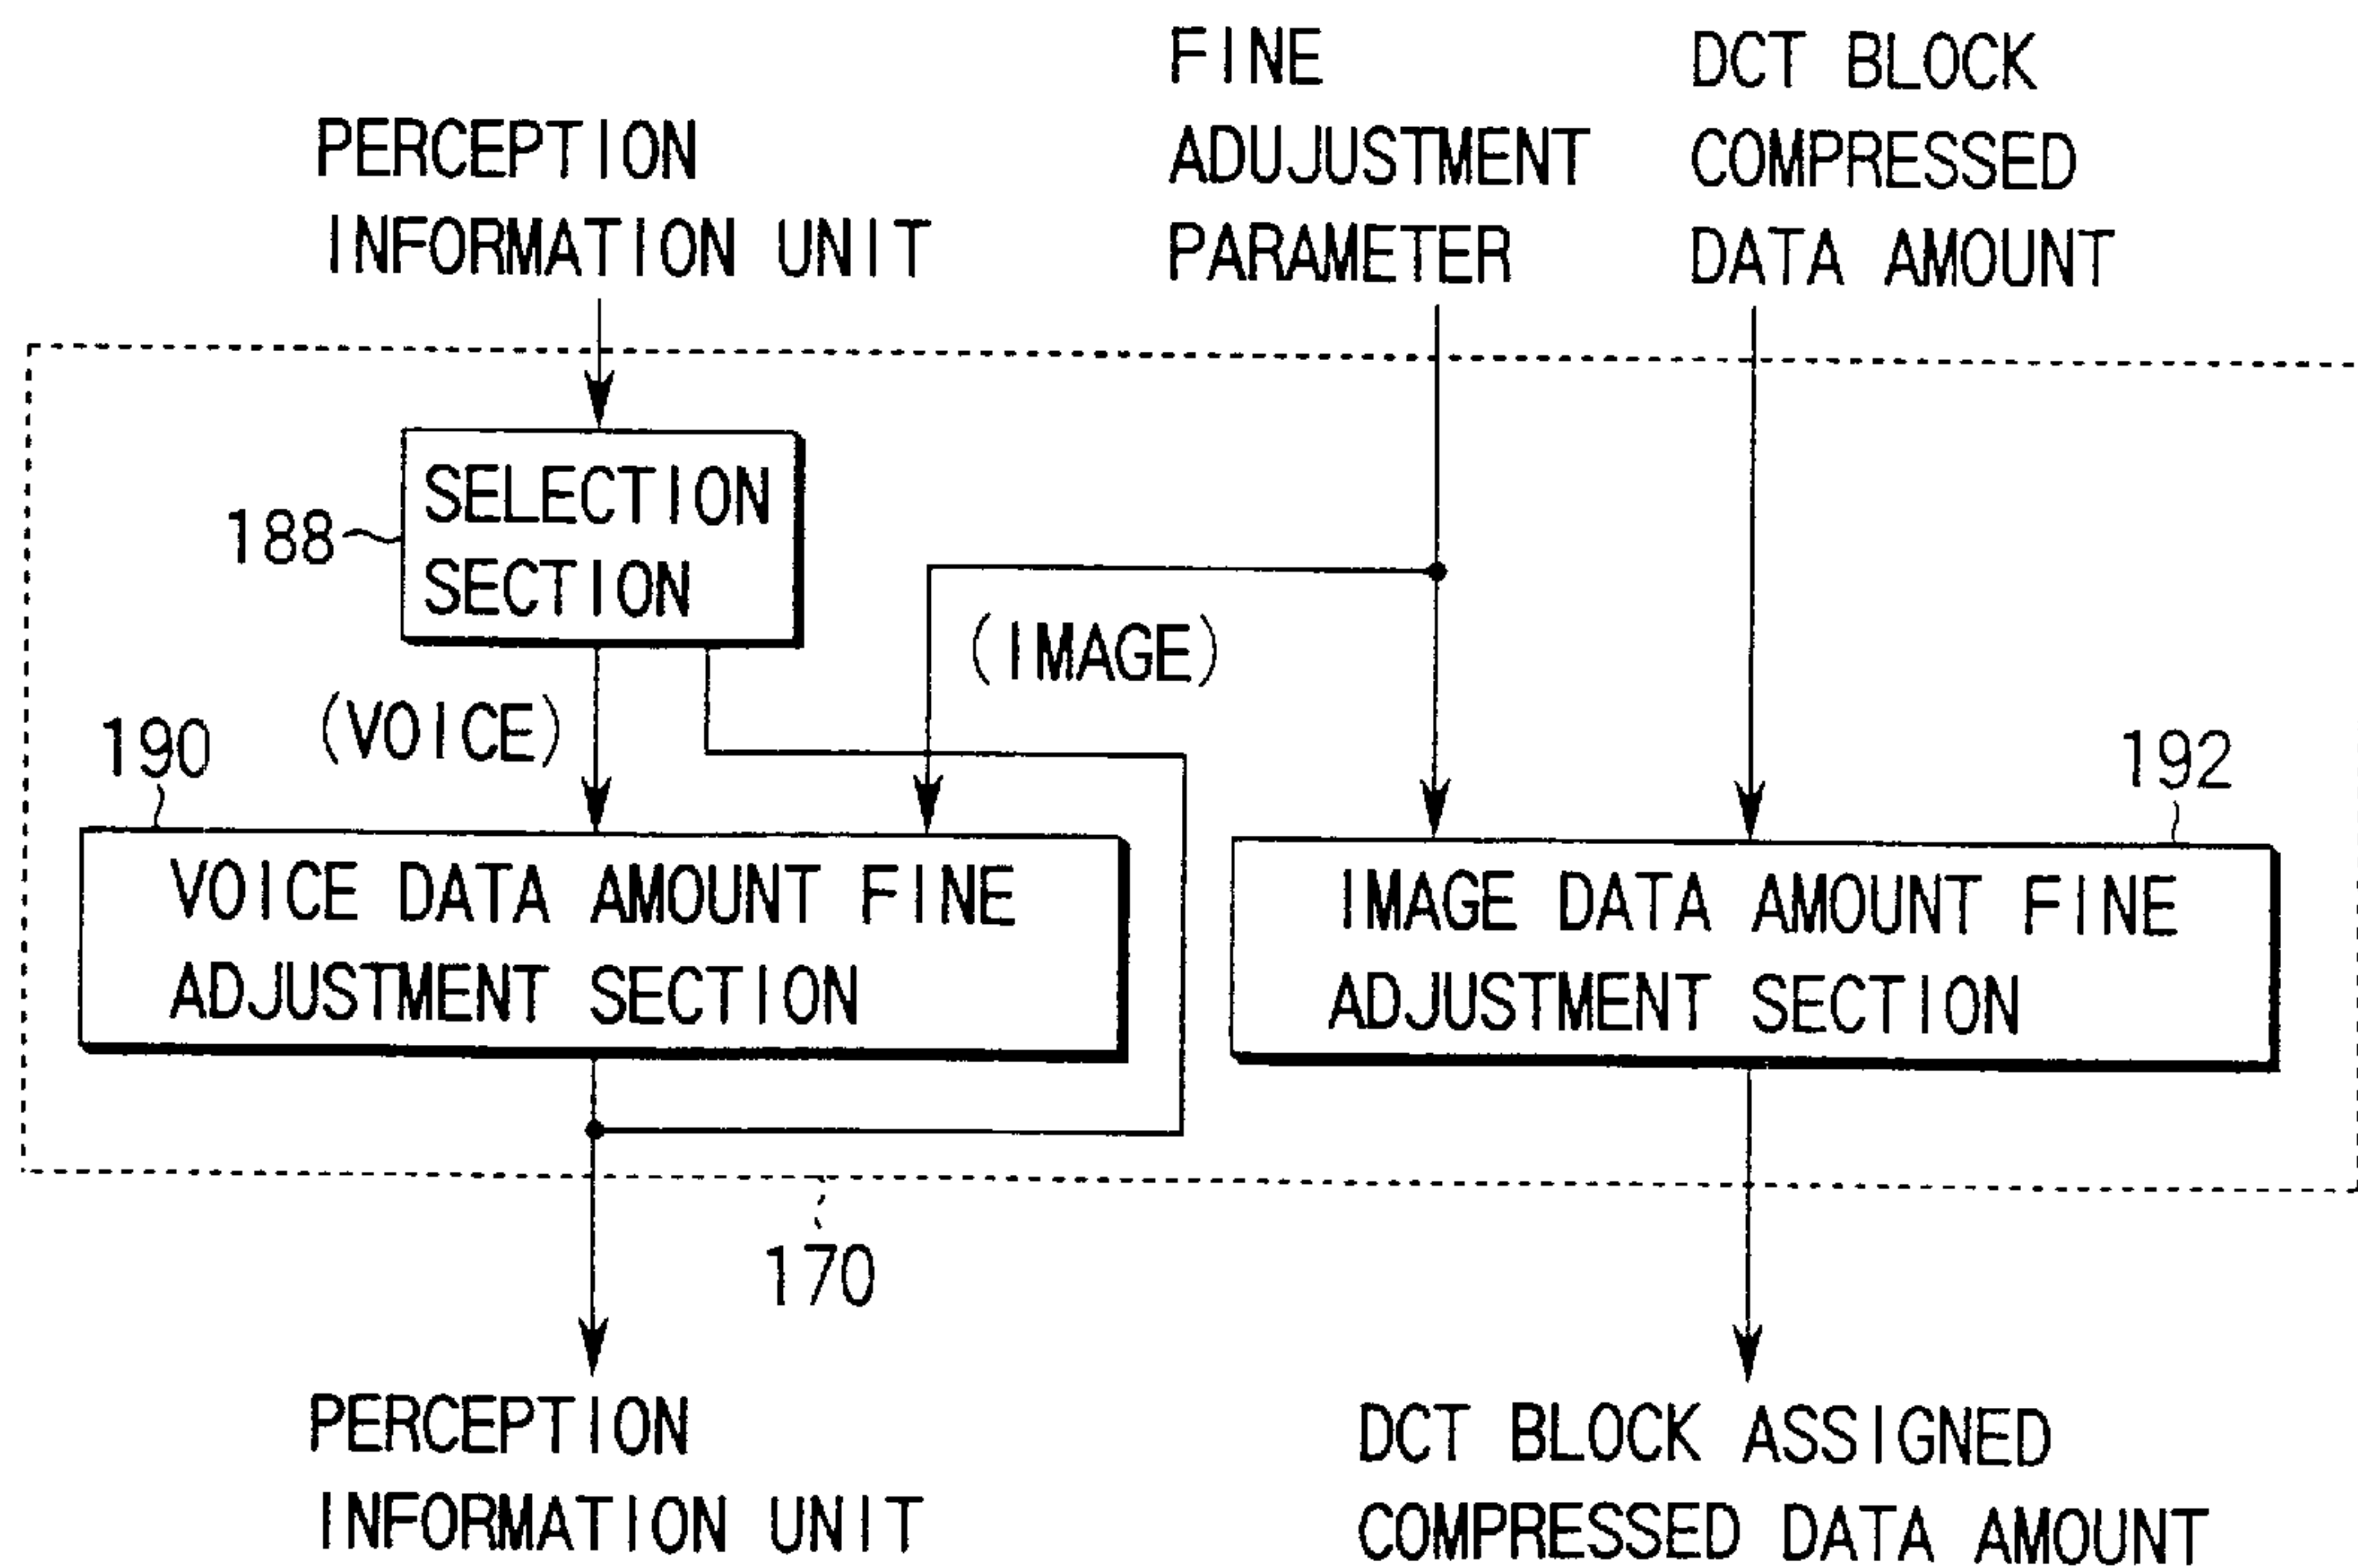 PERCEPTION
INFORMATION UNIT
FINE
ADUJUSTMENT
PARAMETER
DCT BLOCK
COMPRESSED
DATA AMOUNT
188
SELECTION
SECTION
(IMAGE)
(VOICE)
190
192
VOICE DATA AMOUNT FINE
ADJUSTMENT SECTION
IMAGE DATA AMOUNT FINE
ADJUSTMENT SECTION
170
PERCEPTION
INFORMATION UNIT
DCT BLOCK ASSIGNED
COMPRESSED DATA AMOUNT